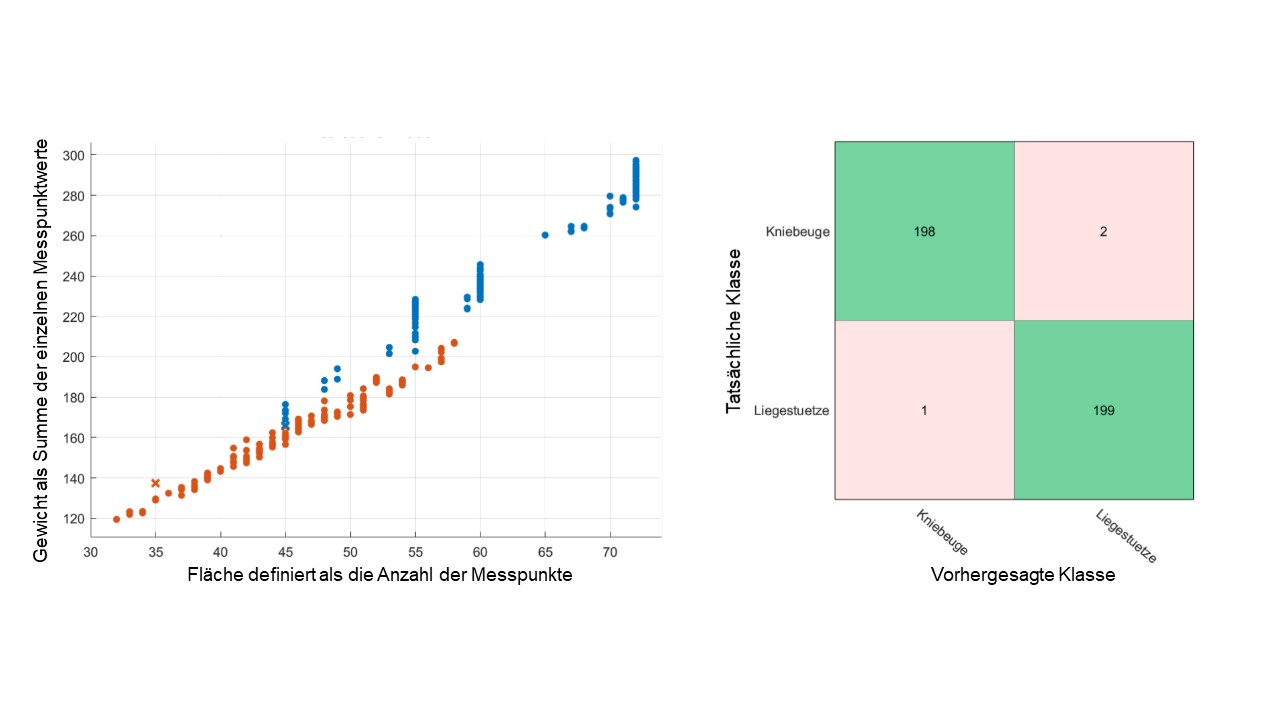 Gewicht als Summe der einzelnen Messpunktwerte
300
280
260
240
220
200
180
160
140
120
30 35 40 45 50 55 60 65 70
Fläche definiert als die Anzahl der Messpunkte
Tatsächliche Klasse
Kniebeuge 198 2
Liegestuetze 1 199
Kniebeuge Liegestuetze
Vorhergesagte Klasse